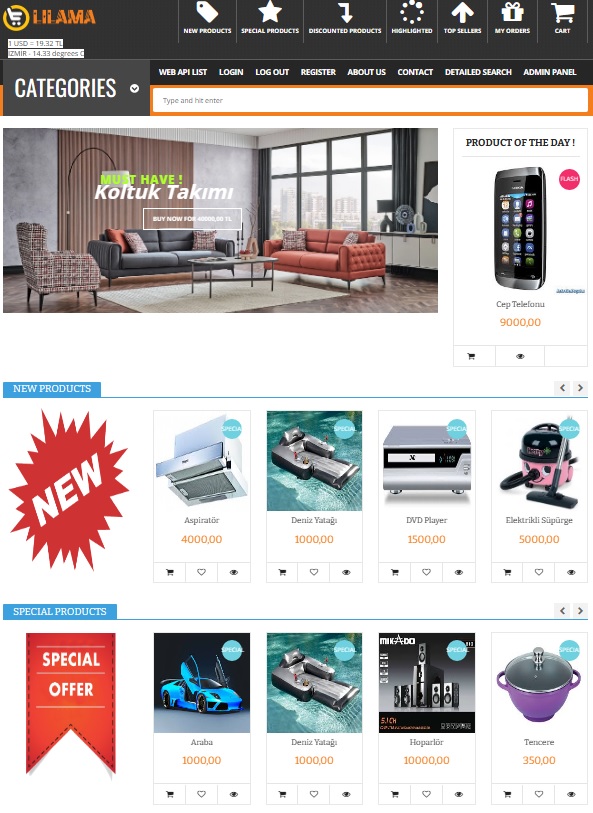 LILAMA
NEW PRODUCTS
SPECIAL PRODUCTS
DISCOUNTED PRODUCTS
HIGHLIGHTED
TOP SELLERS
MY ORDERS
CART
1 USD = 19.32 TL
IZMIR - 14.33 degrees C
CATEGORIES
WEB API LIST
LOGIN
LOG OUT
REGISTER
ABOUT US
CONTACT
DETAILED SEARCH
ADMIN PANEL
Type and hit enter
MUST HAVE !
Koltuk Takımı
BUY NOW FOR 40000,00 TL
PRODUCT OF THE DAY !
FLASH
NOKIA
Cep Telefonu
9000,00
NEW PRODUCTS
NEW
SPECIAL
Aspiratör
4000,00
SPECIAL
Deniz Yatağı
1000,00
SPECIAL
X
DVD Player
1500,00
SPECIAL
Elektrikli Süpürge
5000,00
SPECIAL PRODUCTS
SPECIAL
OFFER
SPECIAL
Araba
1000,00
SPECIAL
Deniz Yatağı
1000,00
MIKADO
SPECIAL
5.1CH
Hoparlör
10000,00
SPECIAL
Tencere
350,00